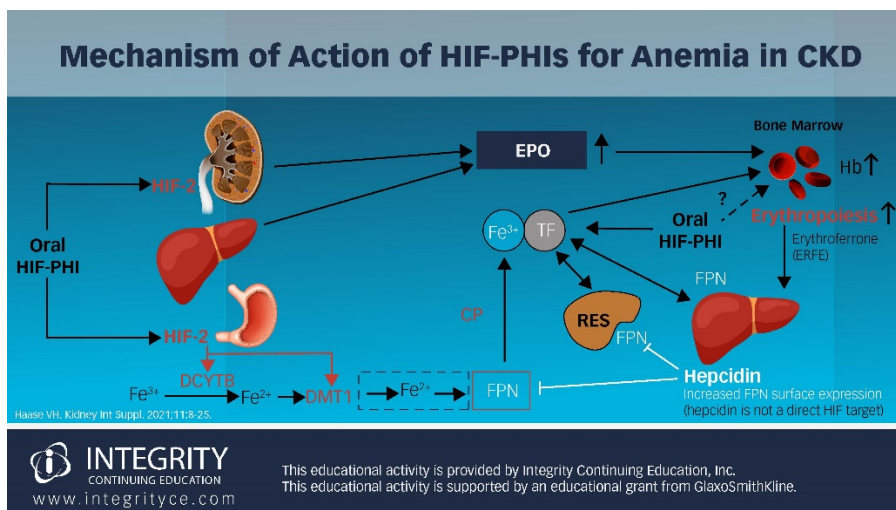 Mechanism of Action of HIF-PHIs for Anemia in CKD
Bone Marrow
HIF-2
EPO
Hb
?
Oral
HIF-PHI
Fe³⁺
TF
Oral
HIF-PHI
Erythropoiesis
Erythroferrone
(ERFE)
FPN
CP
RES
FPN
HIF-2
DCYTB
Fe³⁺
Fe²⁺
DMT1
Fe²⁺
FPN
Hepcidin
Increased FPN surface expression
(hepcidin is not a direct HIF target)
Haase VH. Kidney Int Suppl. 2021;11:8-25.
i
INTEGRITY
CONTINUING EDUCATION
www.integrityce.com
This educational activity is provided by Integrity Continuing Education, Inc.
This educational activity is supported by an educational grant from GlaxoSmithKline.